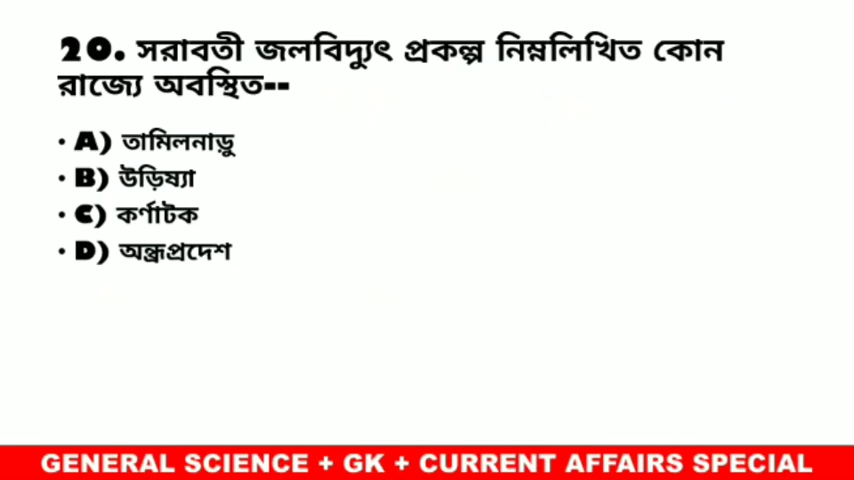 20. সরাবতী জলবিদ্যুৎ প্রকল্প নিম্নলিখিত কোন
রাজ্যে অবস্থিত--
• A) তামিলনাড়ু
• B) উড়িষ্যা
• C) কর্ণাটক
• D) অন্ধ্রপ্রদেশ
GENERAL SCIENCE + GK + CURRENT AFFAIRS SPECIAL